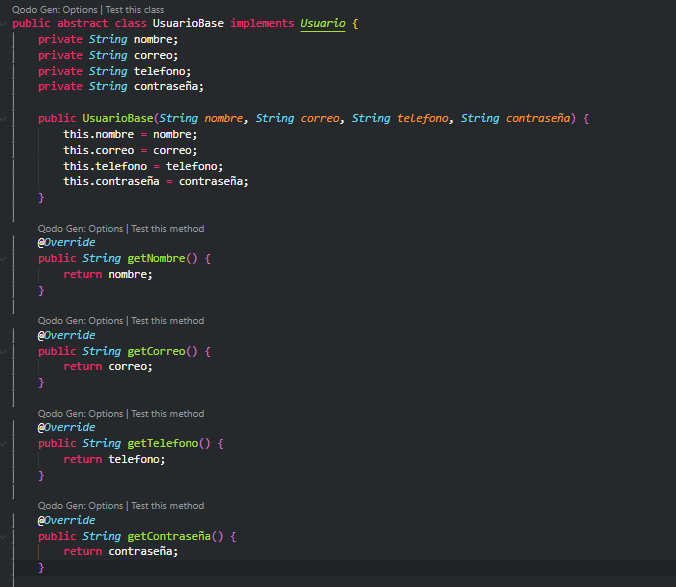 Qodo Gen: Options | Test this class
public abstract class UsuarioBase implements Usuario {
private String nombre;
private String correo;
private String telefono;
private String contraseña;
public UsuarioBase(String nombre, String correo, String telefono, String contraseña) {
this.nombre = nombre;
this.correo = correo;
this.telefono = telefono;
this.contraseña = contraseña;
}
Qodo Gen: Options | Test this method
@Override
public String getNombre() {
return nombre;
}
Qodo Gen: Options | Test this method
@Override
public String getCorreo() {
return correo;
}
Qodo Gen: Options | Test this method
@Override
public String getTelefono() {
return telefono;
}
Qodo Gen: Options | Test this method
@Override
public String getContraseña() {
return contraseña;
}